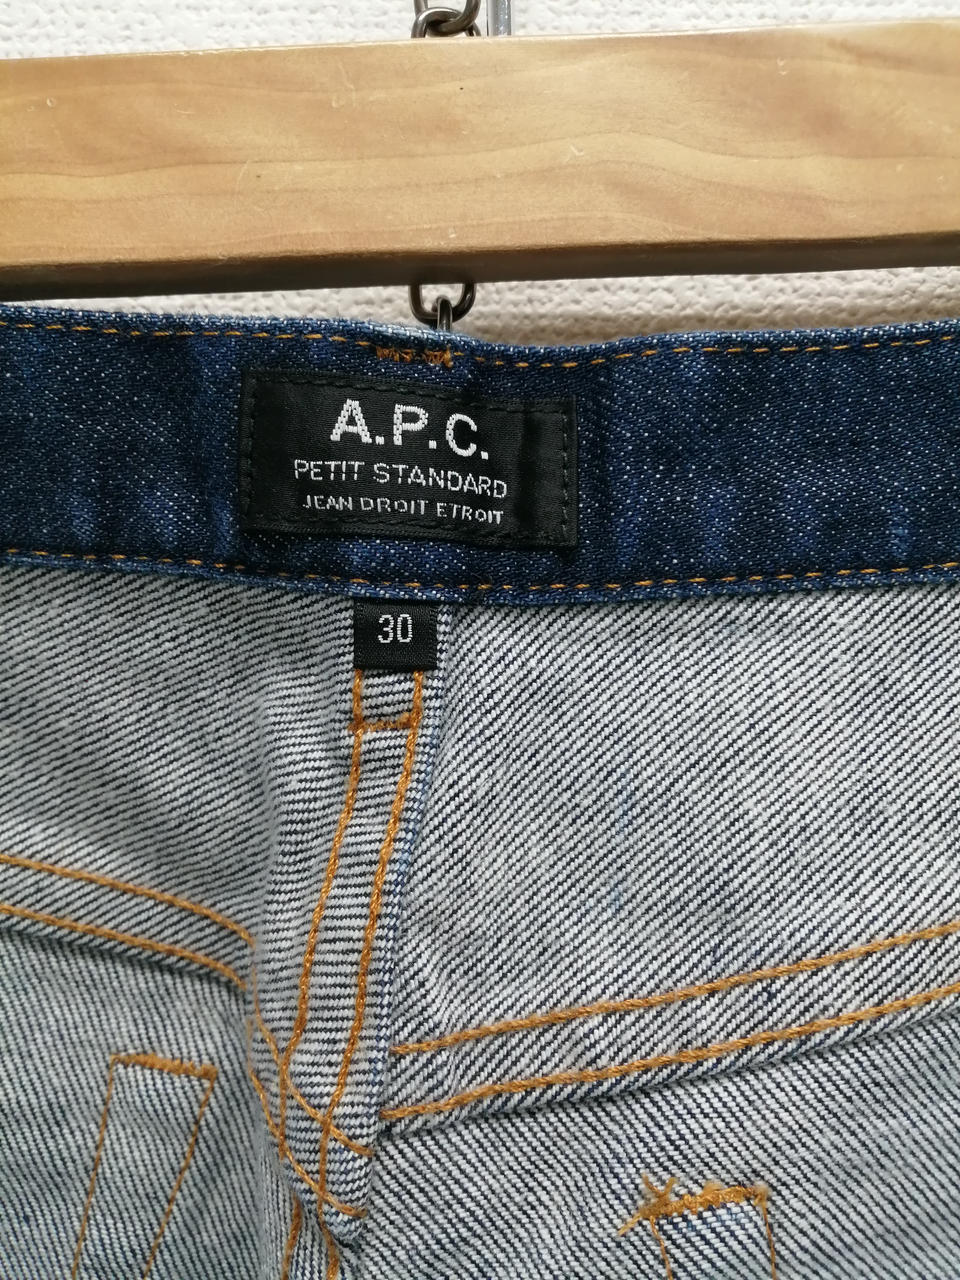 A.P.C.
PETIT STANDARD
JEAN DROIT ETROIT
30